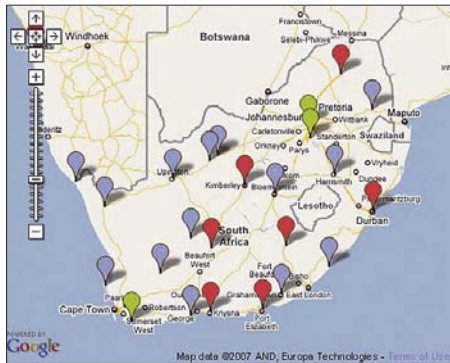 Francistown
Selebi-Phikwe
Messina
Botswana
Windhoek
Gaborone
Pretoria
Johannesburg
Witbank
Maputo
Carletonville
Standerton
Swaziland
Orkney
Parys
Vryheid
Upington
Kimberley
Bloemfontein
Harrismith
Dundee
Lesotho
Durban
South
Africa
Beaufort
West
Fort
Beaufort
Bisho
Paarl
Robertson
Grahamstown
East London
Cape Town
Somerset
West
George
Knysna
Port
Elizabeth
POWERED BY
Google
Map data ©2007 AND, Europa Technologies - Terms of Use